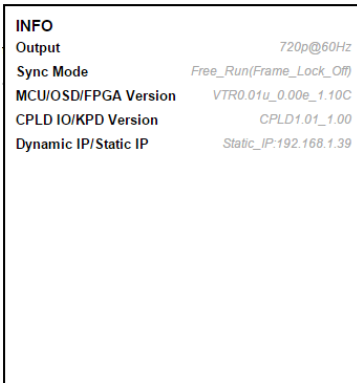 INFO
Output 720p@60Hz
Sync Mode Free_Run(Frame_Lock_Off)
MCU/OSD/FPGA Version VTR0.01u_0.00e_1.10C
CPLD IO/KPD Version CPLD1.01_1.00
Dynamic IP/Static IP Static_IP:192.168.1.39